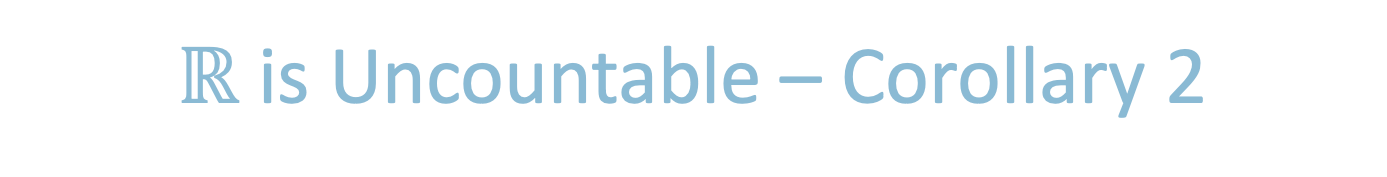 ℝ is Uncountable – Corollary 2